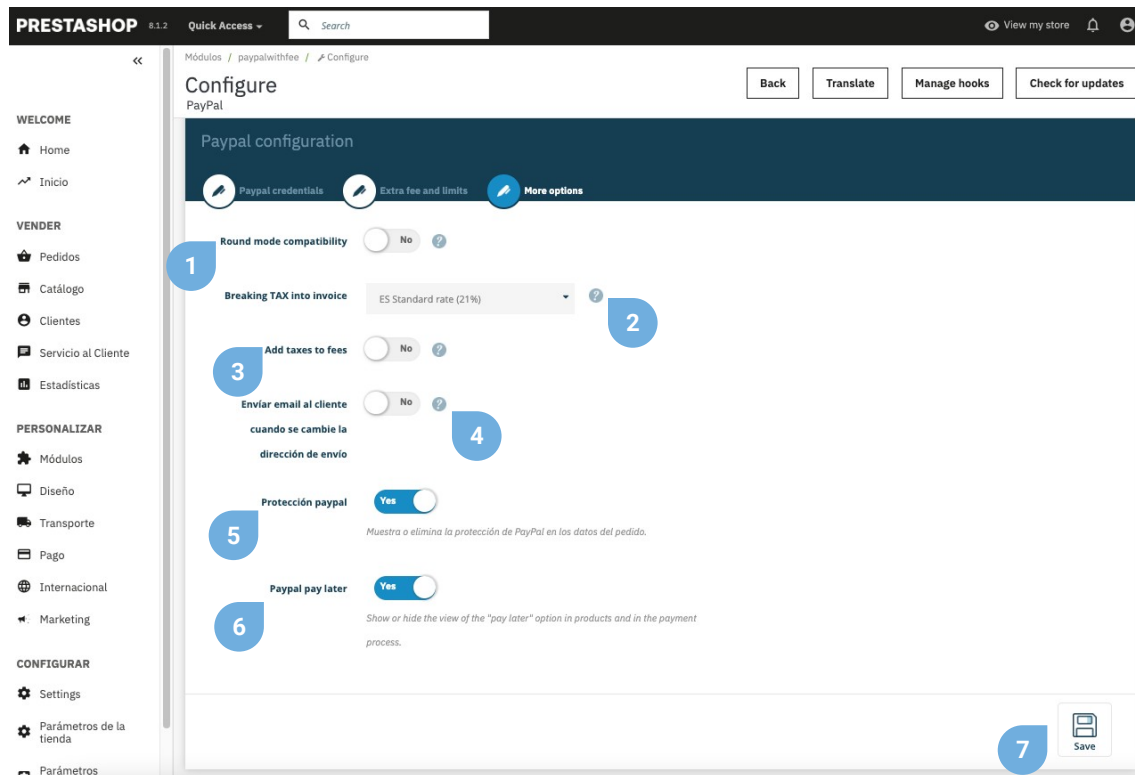 PRESTASHOP 8.1.2 Quick Access Search View my store
Módulos / paypalwithfee / Configure
Configure
PayPal
Back Translate Manage hooks Check for updates
WELCOME
Home
Inicio
VENDER
Pedidos
Catálogo
Clientes
Servicio al Cliente
Estadísticas
PERSONALIZAR
Módulos
Diseño
Transporte
Pago
Internacional
Marketing
CONFIGURAR
Settings
Parámetros de la
tienda
Parámetros
Paypal configuration
Paypal credentials Extra fee and limits More options
Round mode compatibility No ?
1
Breaking TAX into invoice ES Standard rate (21%) ?
2
Add taxes to fees No ?
3
Envíar email al cliente No ?
cuando se cambie la
dirección de envío
4
Protección paypal Yes
5
Muestra o elimina la protección de PayPal en los datos del pedido.
Paypal pay later Yes
6
Show or hide the view of the "pay later" option in products and in the payment
process.
7
Save